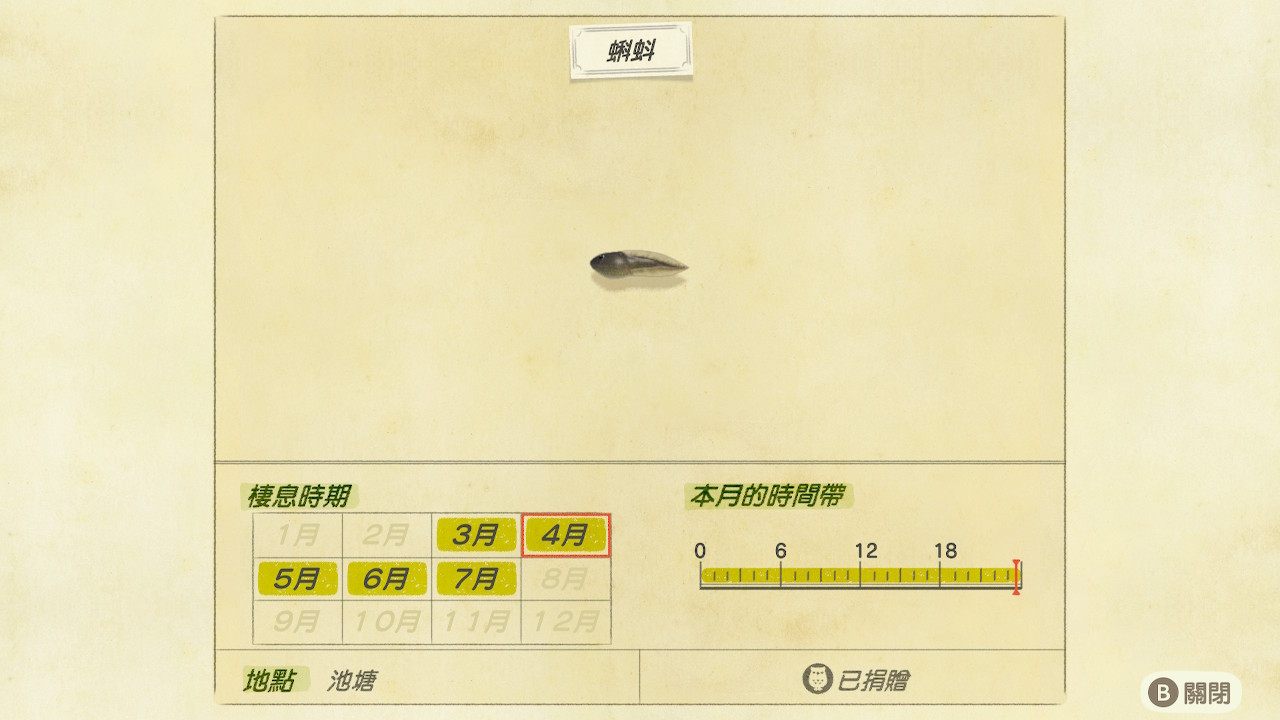 蝌蚪
棲息時期
1月 2月 3月 4月
5月 6月 7月 8月
9月 10月 11月 12月
本月的時間帶
0 6 12 18
地點 池塘
已捐贈
B 關閉